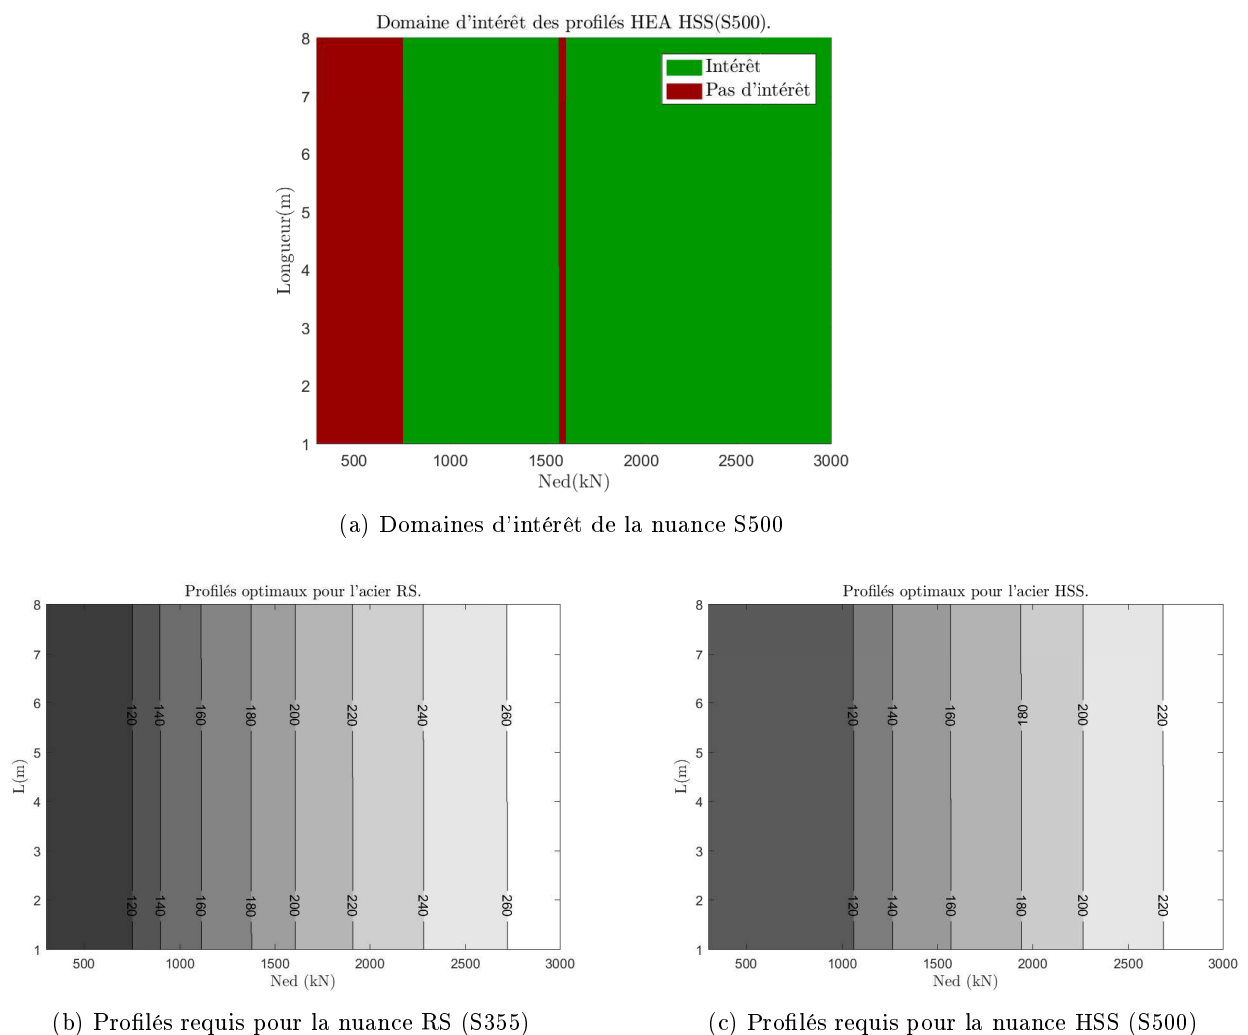 Domaine d'intérêt des profilés HEA HSS(S500).
8
7
6
5
4
3
2
1
Longueur(m)
Intérêt
Pas d'intérêt
500 1000 1500 2000 2500 3000
Ned(kN)
(a) Domaines d'intérêt de la nuance S500
Profilés optimaux pour l'acier RS.
8
7
6
5
4
3
2
1
L(m)
120 140 160 180 200 220 240 260
120 140 160 180 200 220 240 260
500 1000 1500 2000 2500 3000
Ned (kN)
(b) Profilés requis pour la nuance RS (S355)
Profilés optimaux pour l'acier HSS.
8
7
6
5
4
3
2
1
L(m)
120 140 160 180 200 220
120 140 160 180 200 220
500 1000 1500 2000 2500 3000
Ned (kN)
(c) Profilés requis pour la nuance HSS (S500)